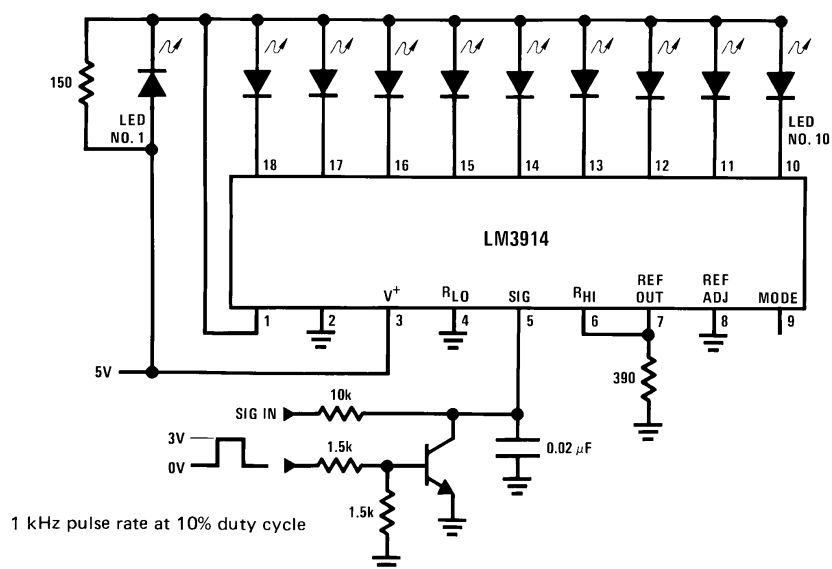 150
LED
NO. 1
LED
NO. 10
18 17 16 15 14 13 12 11 10
LM3914
V+ RLO SIG RHI REF OUT REF ADJ MODE
1 2 3 4 5 6 7 8 9
5V
390
10k
SIG IN
3V
0V
1.5k
0.02 μF
1.5k
1 kHz pulse rate at 10% duty cycle